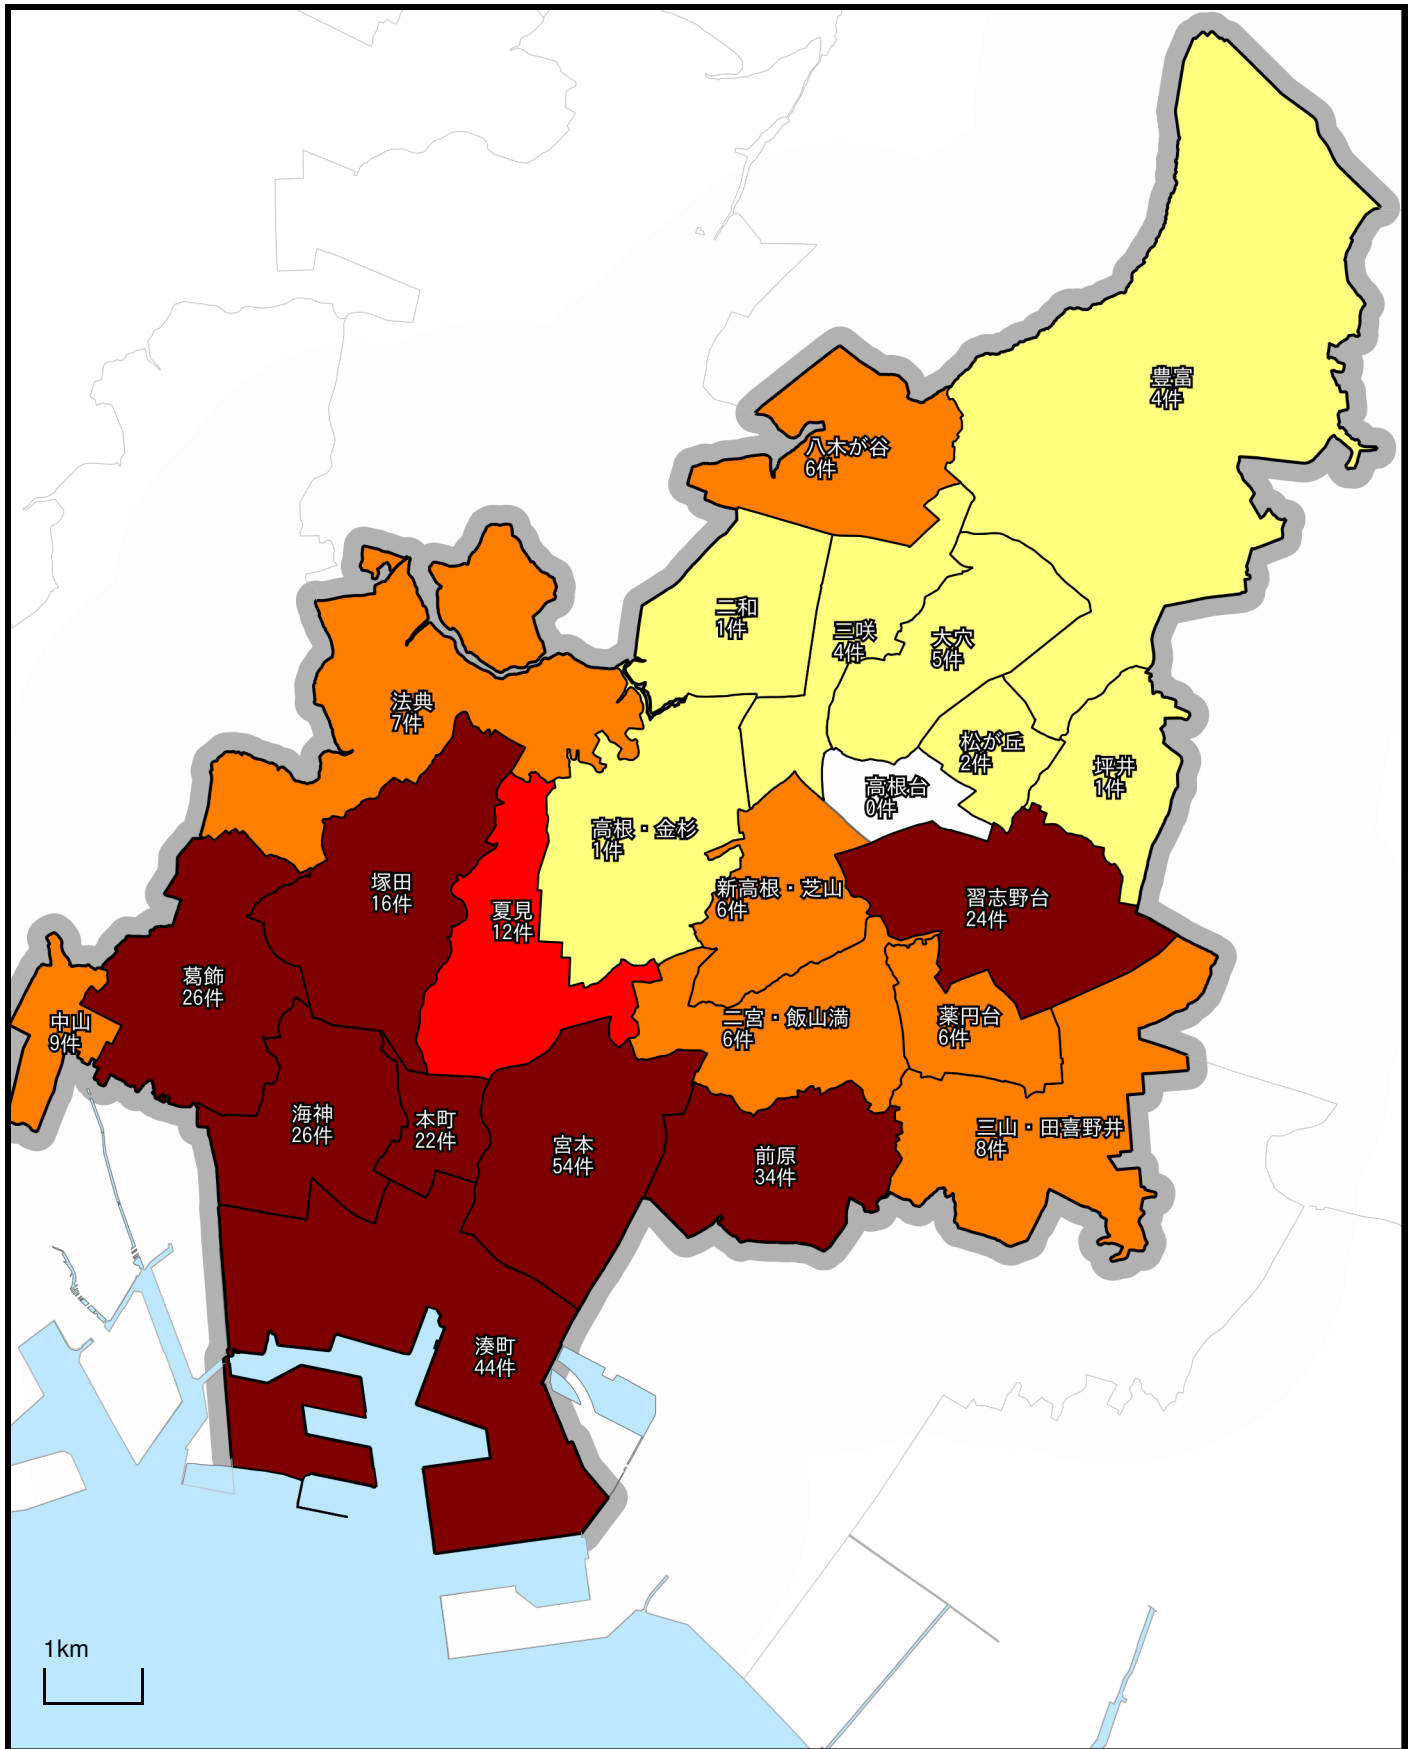 豊富
4件
八木が谷
6件
二和
1件
三咲
4件
大穴
5件
法典
7件
松が丘
2件
坪井
1件
高根台
0件
高根・金杉
1件
塚田
16件
新高根・芝山
6件
習志野台
24件
夏見
12件
葛飾
26件
中山
9件
二宮・飯山満
6件
薬円台
6件
海神
26件
本町
22件
宮本
54件
前原
34件
三山・田喜野井
8件
湊町
44件
1km